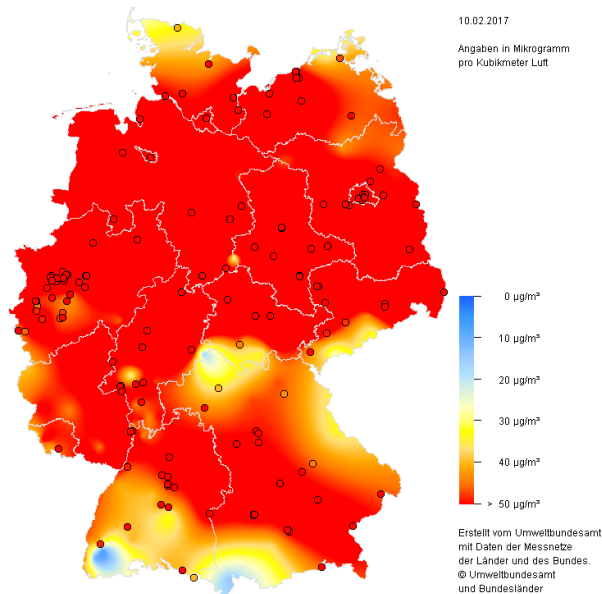 10.02.2017
Angaben in Mikrogramm
pro Kubikmeter Luft
0 µg/m³
10 µg/m³
20 µg/m³
30 µg/m³
40 µg/m³
> 50 µg/m³
Erstellt vom Umweltbundesamt
mit Daten der Messnetze
der Länder und des Bundes.
© Umweltbundesamt
und Bundesländer